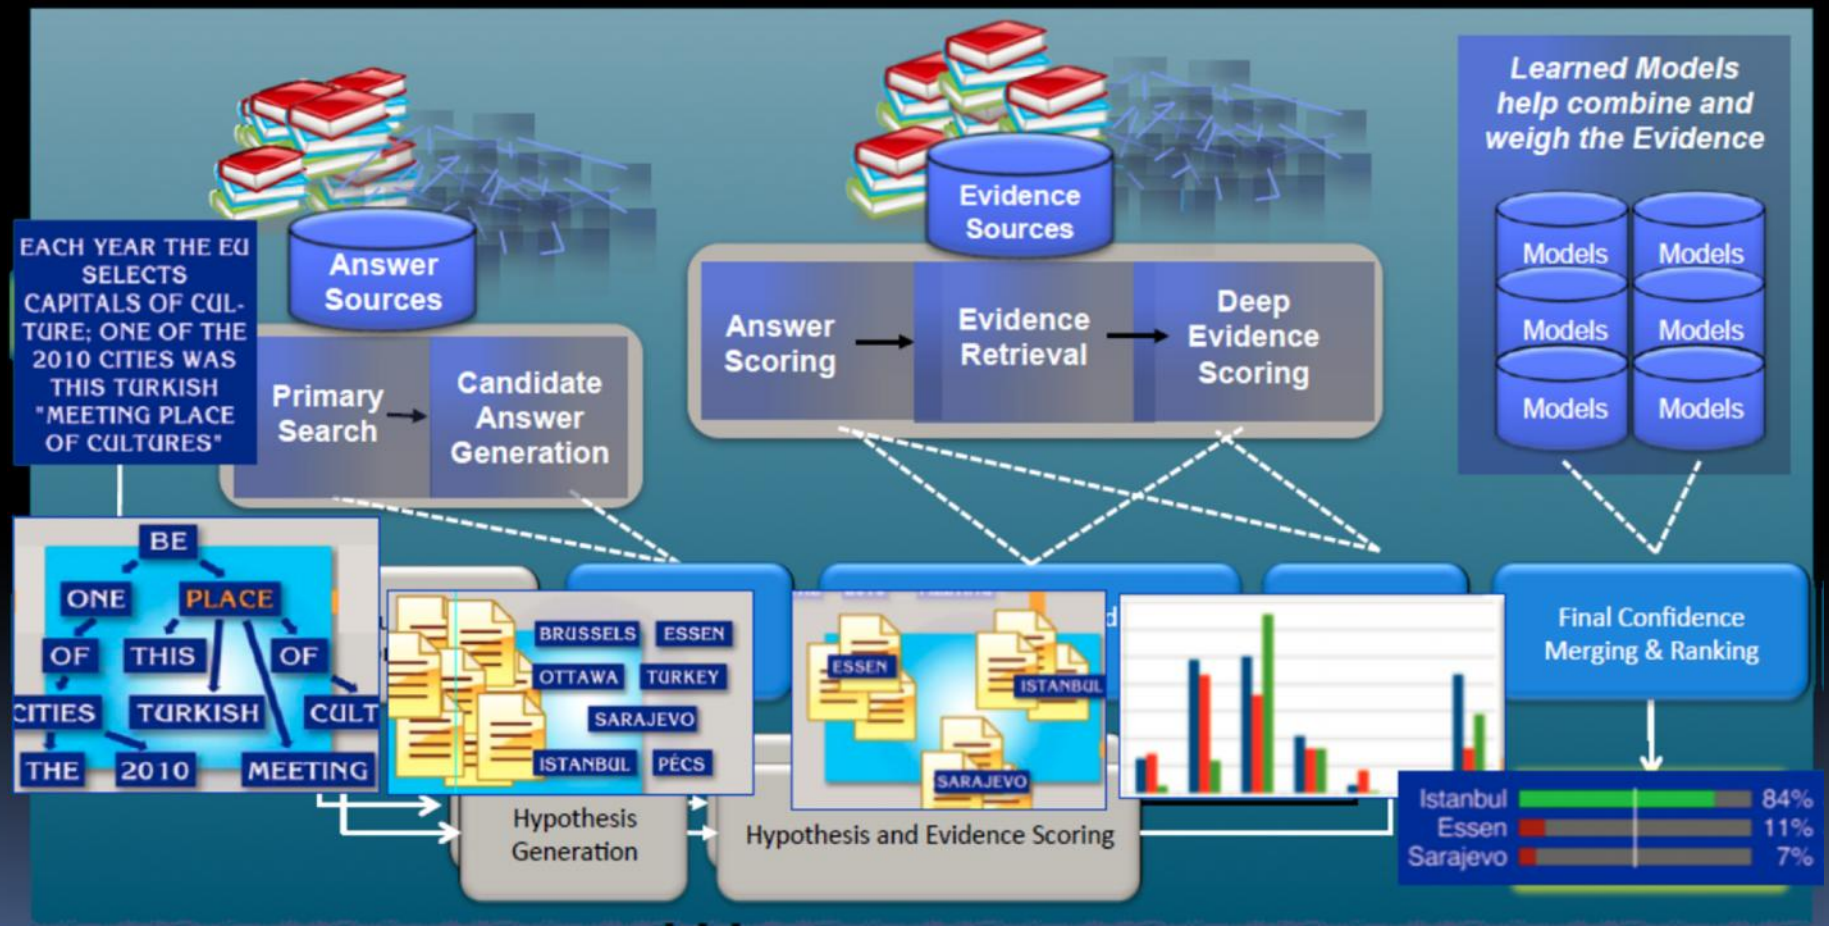 Learned Models
help combine and
weigh the Evidence
Evidence
Sources
Answer
Sources
EACH YEAR THE EU
SELECTS
CAPITALS OF CUL-
TURE; ONE OF THE
2010 CITIES WAS
THIS TURKISH
"MEETING PLACE
OF CULTURES"
Primary
Search
Candidate
Answer
Generation
Answer
Scoring
Evidence
Retrieval
Deep
Evidence
Scoring
Models Models
Models Models
Models Models
BE
ONE PLACE
OF THIS OF
CITIES TURKISH CULT
THE 2010 MEETING
BRUSSELS ESSEN
OTTAWA TURKEY
SARAJEVO
ISTANBUL PÉCS
ESSEN
ISTANBUL
SARAJEVO
Final Confidence
Merging & Ranking
Hypothesis
Generation
Hypothesis and Evidence Scoring
Istanbul 84%
Essen 11%
Sarajevo 7%